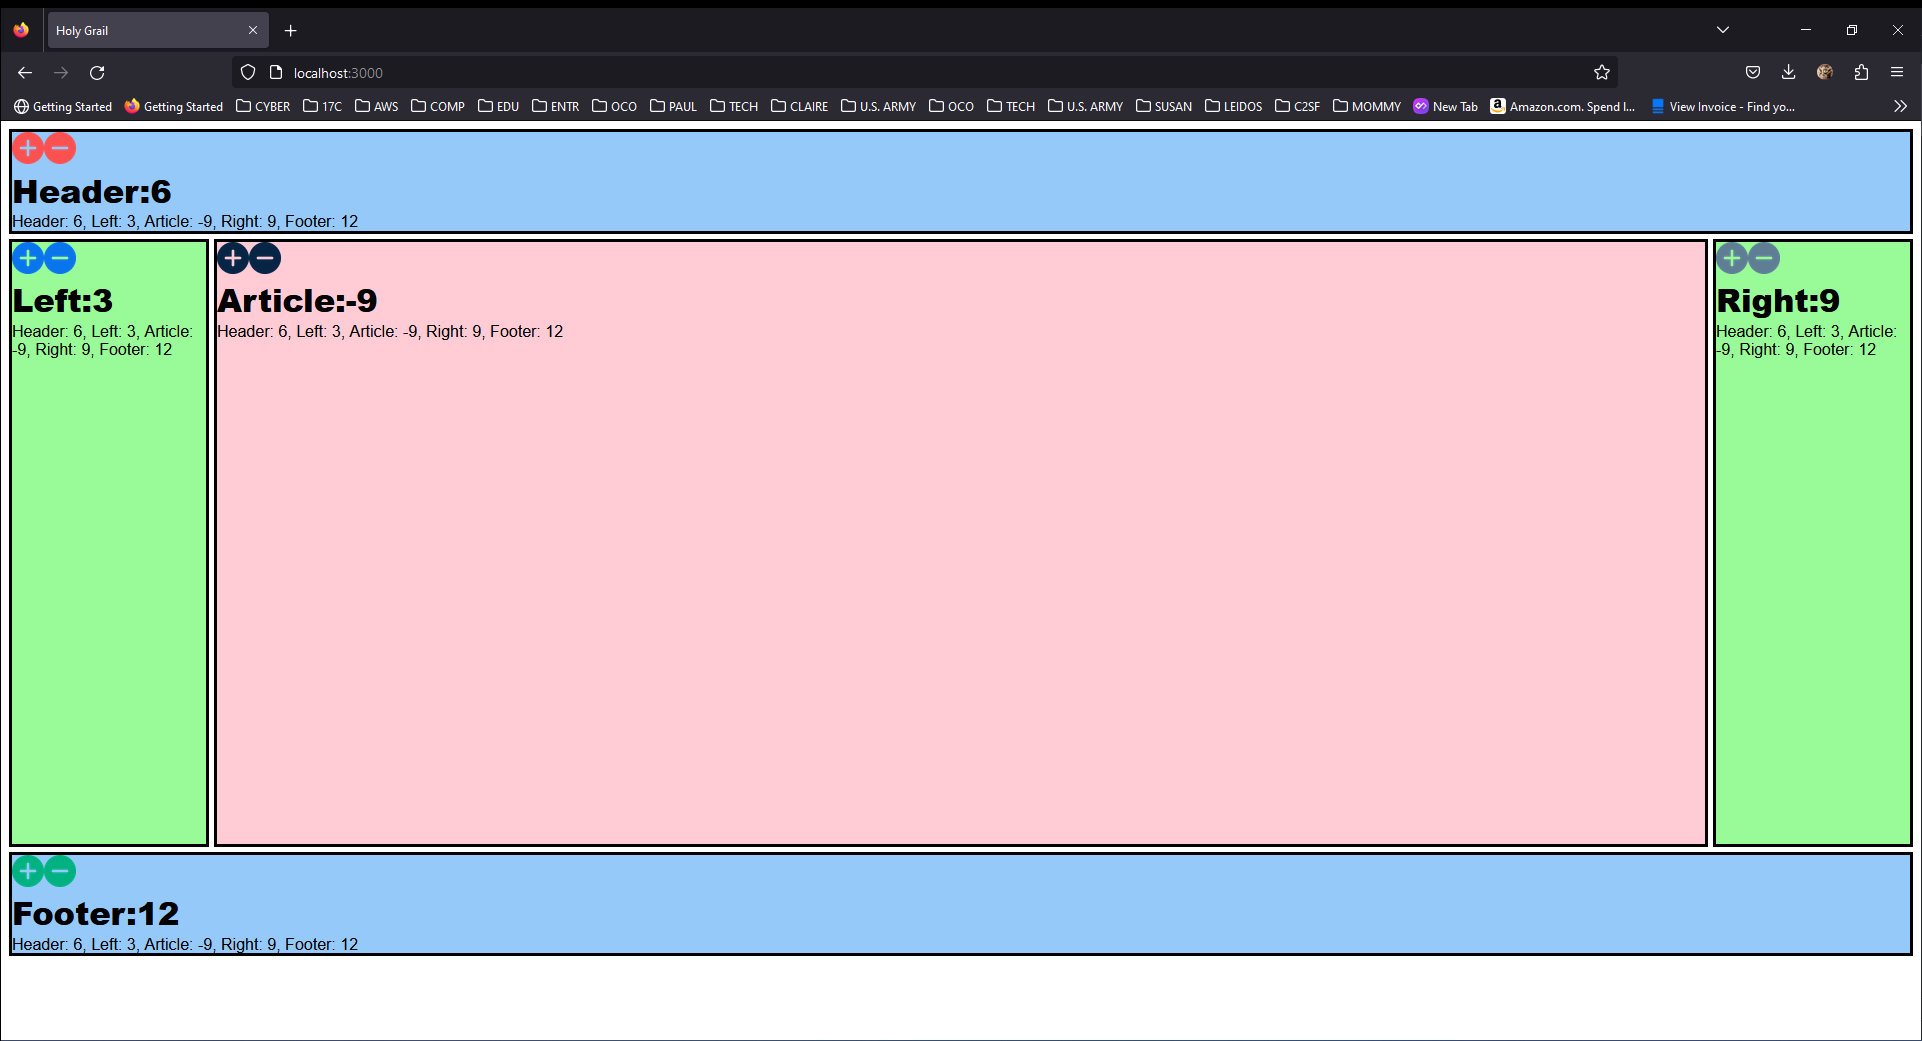 Holy Grail
localhost:3000
Getting Started Getting Started CYBER 17C AWS COMP EDU ENTR OCO PAUL TECH CLAIRE U.S. ARMY OCO TECH U.S. ARMY SUSAN LEIDOS C2SF MOMMY New Tab Amazon.com. Spend l... View Invoice - Find yo...
Header:6
Header: 6, Left: 3, Article: -9, Right: 9, Footer: 12
Left:3
Header: 6, Left: 3, Article:
-9, Right: 9, Footer: 12
Article:-9
Header: 6, Left: 3, Article: -9, Right: 9, Footer: 12
Right:9
Header: 6, Left: 3, Article:
-9, Right: 9, Footer: 12
Footer:12
Header: 6, Left: 3, Article: -9, Right: 9, Footer: 12